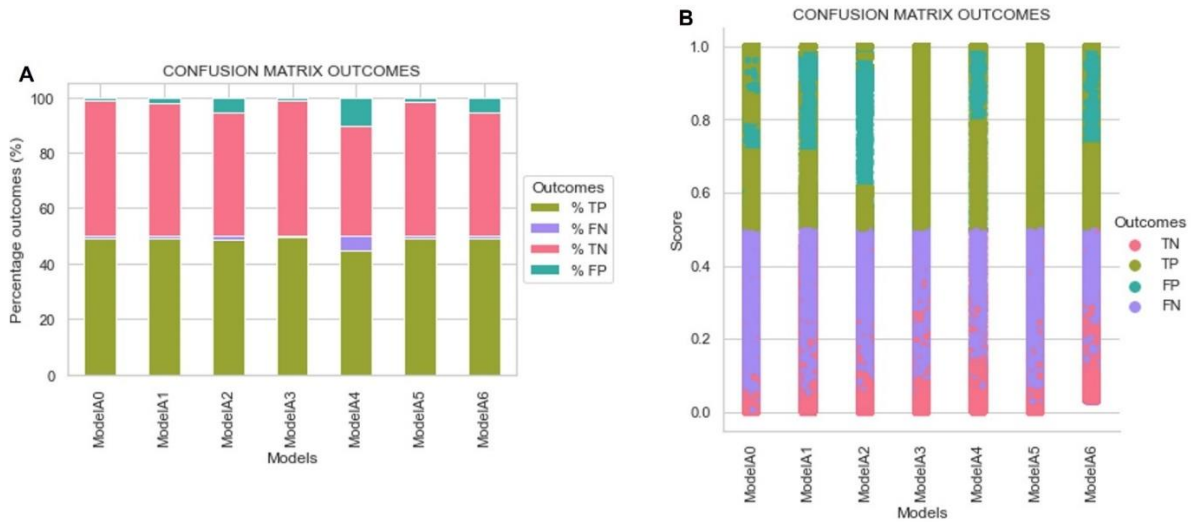 A
CONFUSION MATRIX OUTCOMES
Percentage outcomes (%)
100
80
60
40
20
0
ModelA0
ModelA1
ModelA2
ModelA3
ModelA4
ModelA5
ModelA6
Models
Outcomes
% TP
% FN
% TN
% FP
B
CONFUSION MATRIX OUTCOMES
Score
1.0
0.8
0.6
0.4
0.2
0.0
ModelA0
ModelA1
ModelA2
ModelA3
ModelA4
ModelA5
ModelA6
Models
Outcomes
TN
TP
FP
FN